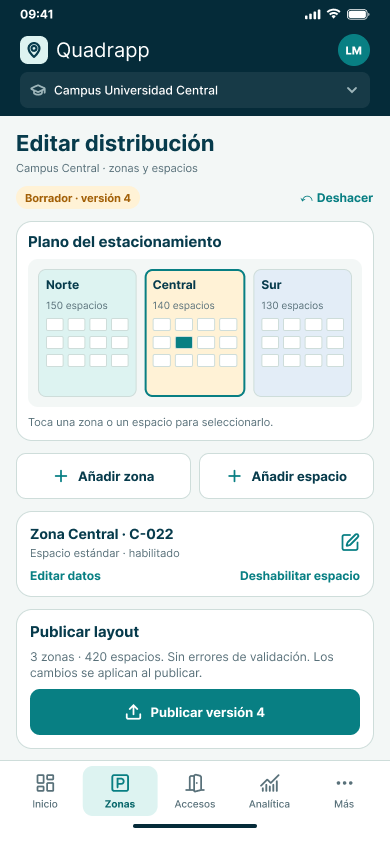 09:41
Quadrapp
LM
Campus Universidad Central
Editar distribución
Campus Central · zonas y espacios
Borrador · versión 4
Deshacer
Plano del estacionamiento
Norte
150 espacios
Central
140 espacios
Sur
130 espacios
Toca una zona o un espacio para seleccionarlo.
Añadir zona
Añadir espacio
Zona Central · C-022
Espacio estándar · habilitado
Editar datos
Deshabilitar espacio
Publicar layout
3 zonas · 420 espacios. Sin errores de validación. Los
cambios se aplican al publicar.
Publicar versión 4
Inicio
Zonas
Accesos
Analítica
Más